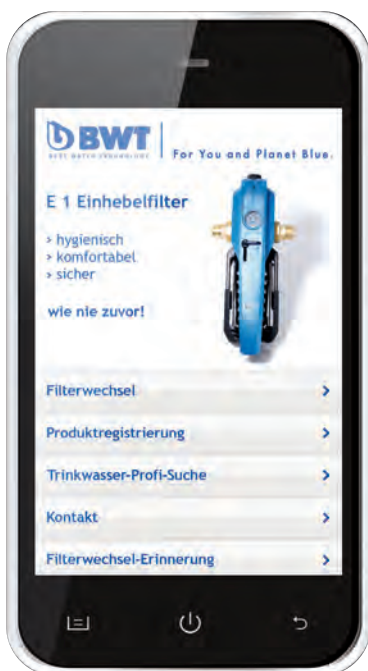 BWT
BEST WATER TECHNOLOGY
For You and Planet Blue.
E 1 Einhebelfilter
> hygienisch
> komfortabel
> sicher
wie nie zuvor!
Filterwechsel
Produktregistrierung
Trinkwasser-Profi-Suche
Kontakt
Filterwechsel-Erinnerung